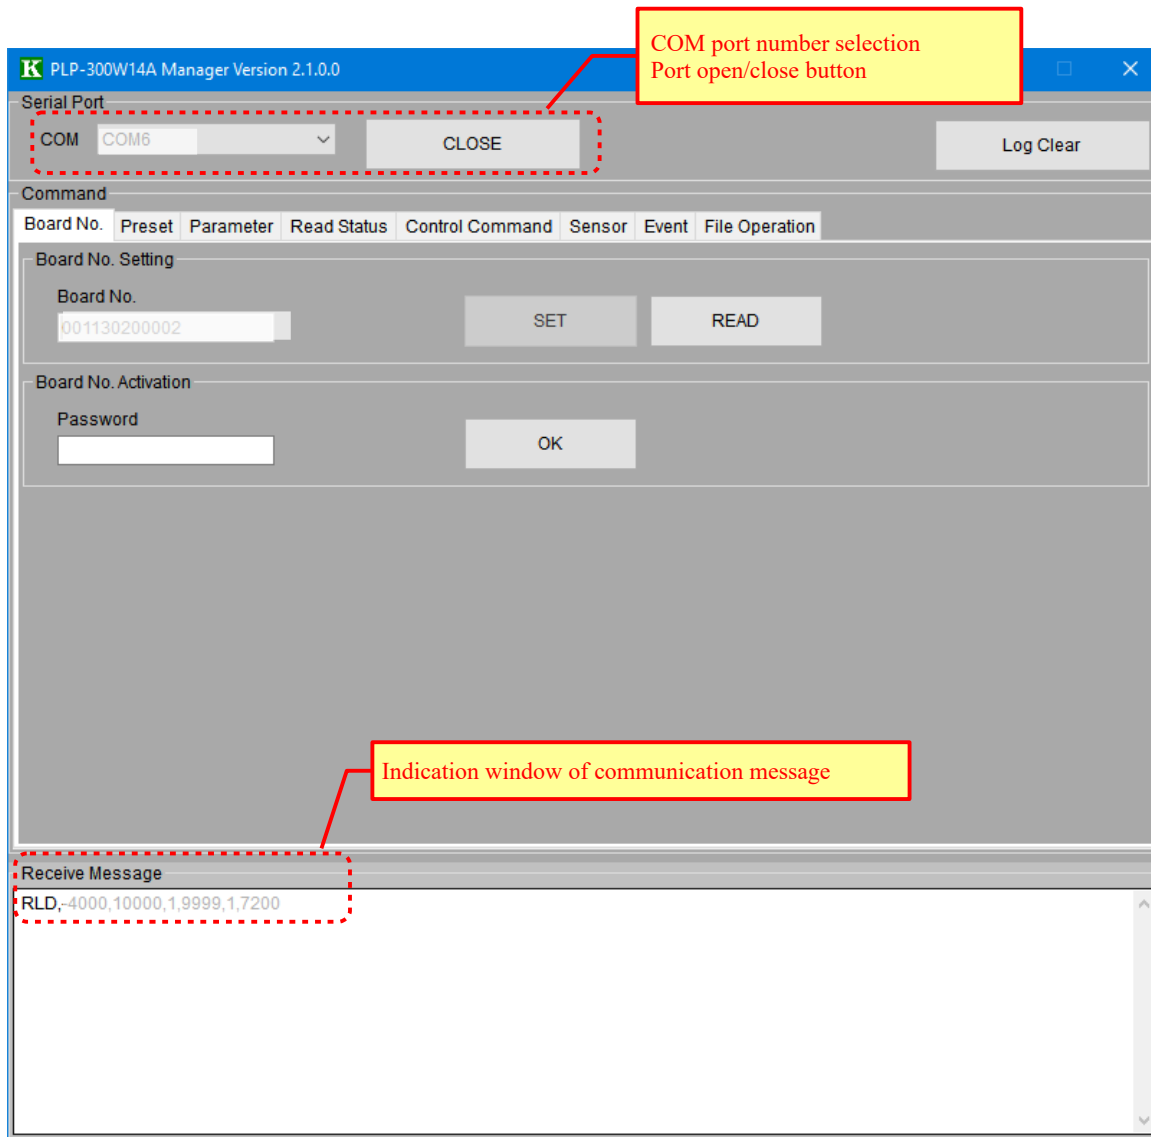 COM port number selection
Port open/close button
K PLP-300W14A Manager Version 2.1.0.0
Serial Port
COM COM6 CLOSE Log Clear
Command
Board No. Preset Parameter Read Status Control Command Sensor Event File Operation
Board No. Setting
Board No.
001130200002 SET READ
Board No. Activation
Password
OK
Indication window of communication message
Receive Message
RLD,-4000,10000,1,9999,1,7200